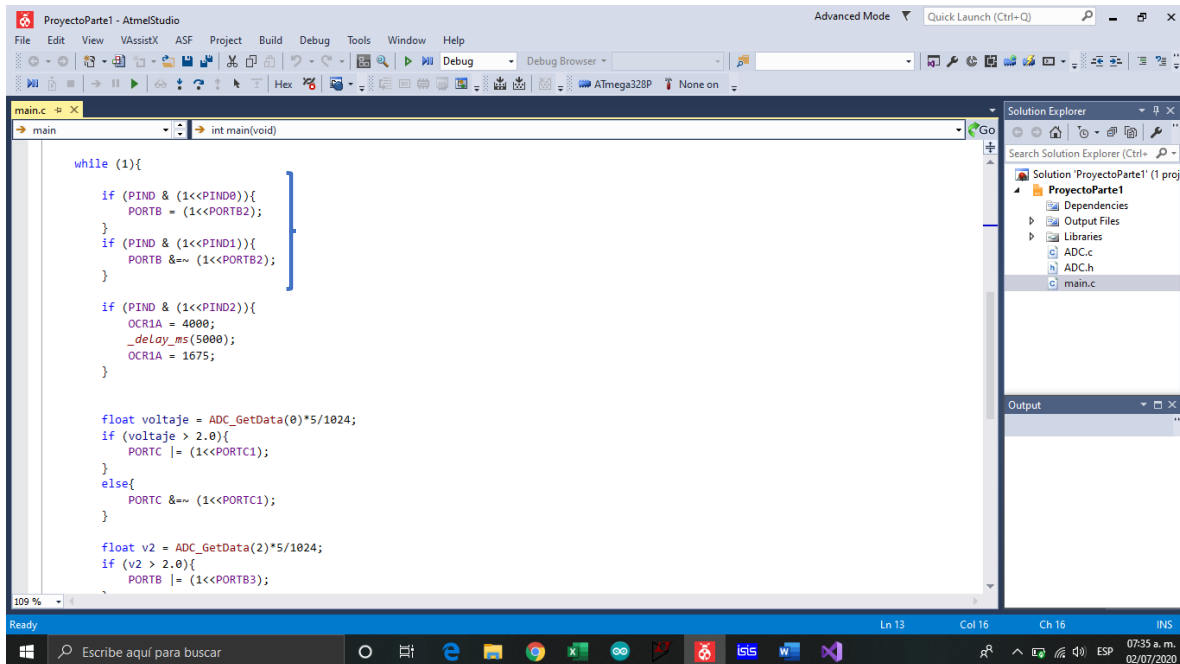 ProyectoParte1 - AtmelStudio
Advanced Mode
Quick Launch (Ctrl+Q)
File Edit View VAssistX ASF Project Build Debug Tools Window Help
Debug
Debug Browser
Hex
ATmega328P
None on
main.c
main
int main(void)
Go
while (1){
if (PIND & (1<<PIND0)){
PORTB = (1<<PORTB2);
}
if (PIND & (1<<PIND1)){
PORTB &=~ (1<<PORTB2);
}
if (PIND & (1<<PIND2)){
OCR1A = 4000;
_delay_ms(5000);
OCR1A = 1675;
}
float voltaje = ADC_GetData(0)*5/1024;
if (voltaje > 2.0){
PORTC |= (1<<PORTC1);
}
else{
PORTC &=~ (1<<PORTC1);
}
float v2 = ADC_GetData(2)*5/1024;
if (v2 > 2.0){
PORTB |= (1<<PORTB3);
109 %
Solution Explorer
Search Solution Explorer (Ctrl+
Solution 'ProyectoParte1' (1 proj
ProyectoParte1
Dependencies
Output Files
Libraries
ADC.c
ADC.h
main.c
Output
Ready
Ln 13
Col 16
Ch 16
INS
Escribe aquí para buscar
isis
ESP
07:35 a. m.
02/07/2020